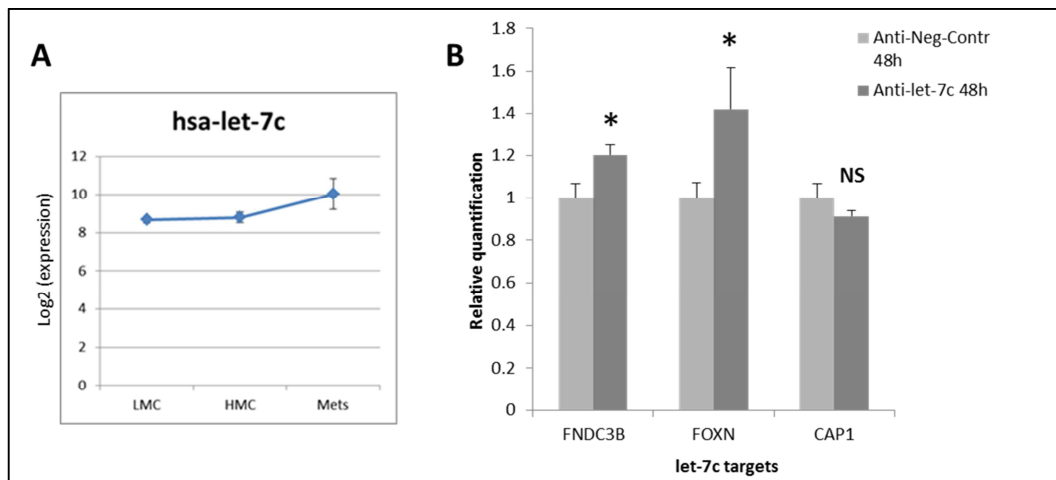 A
hsa-let-7c
12
10
8
6
4
2
0
Log2 (expression)
LMC HMC Mets
B
1.8
1.6
1.4
1.2
1
0.8
0.6
0.4
0.2
0
Relative quantification
Anti-Neg-Contr
48h
Anti-let-7c 48h
*
*
NS
FNDC3B FOXN CAP1
let-7c targets